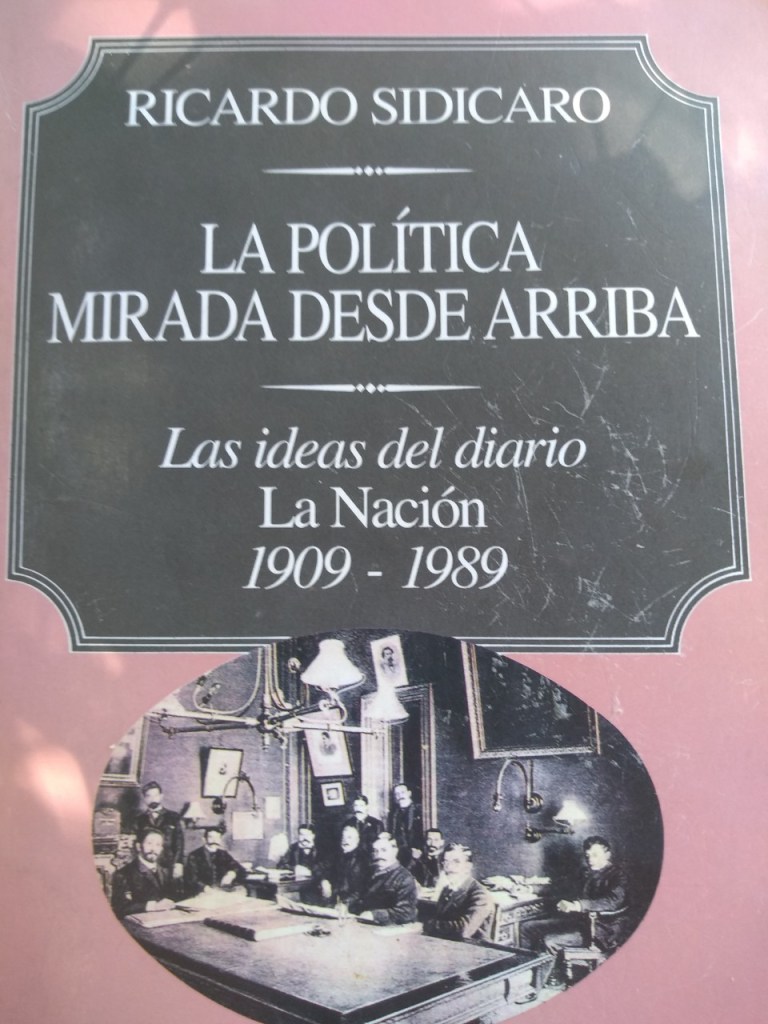 RICARDO SIDICARO
LA POLÍTICA
MIRADA DESDE ARRIBA
Las ideas del diario
La Nación
1909 - 1989